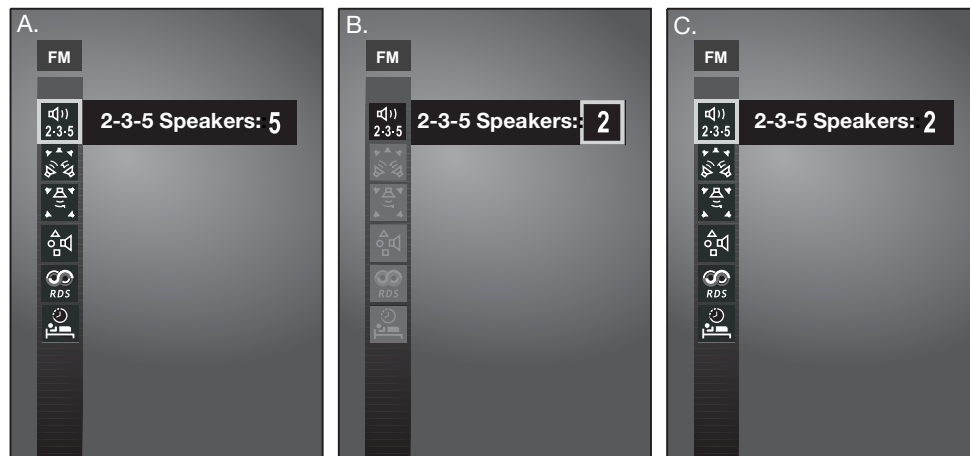 A.
FM
2-3-5
2-3-5 Speakers: 5
RDS
B.
FM
2-3-5
2-3-5 Speakers: 2
RDS
C.
FM
2-3-5
2-3-5 Speakers: 2
RDS